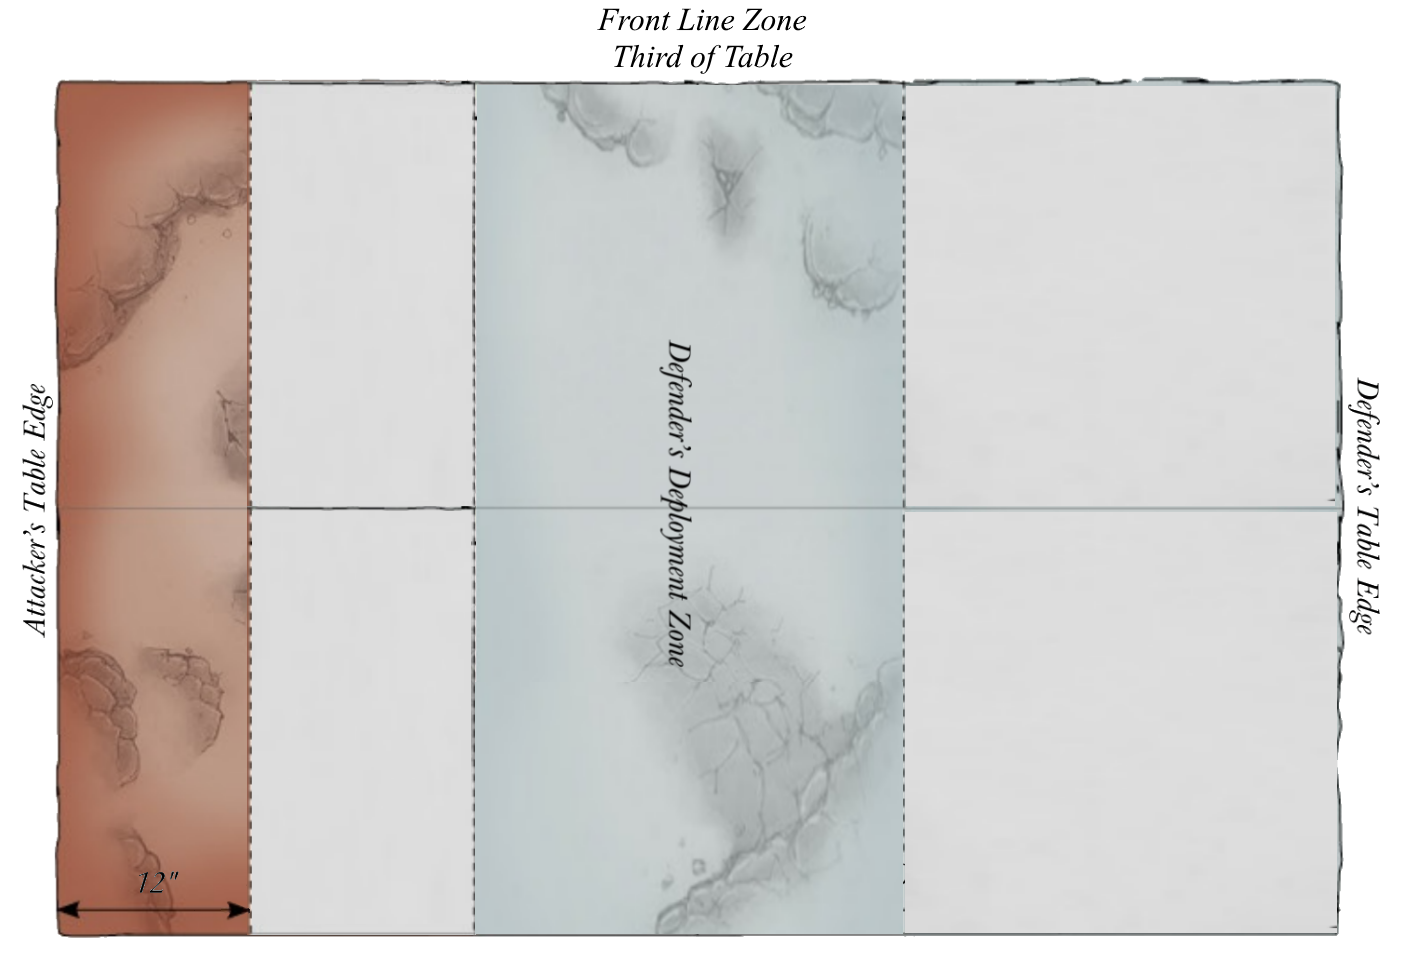 Front Line Zone
Third of Table
Attacker's Table Edge
Defender's Deployment Zone
Defender's Table Edge
12"